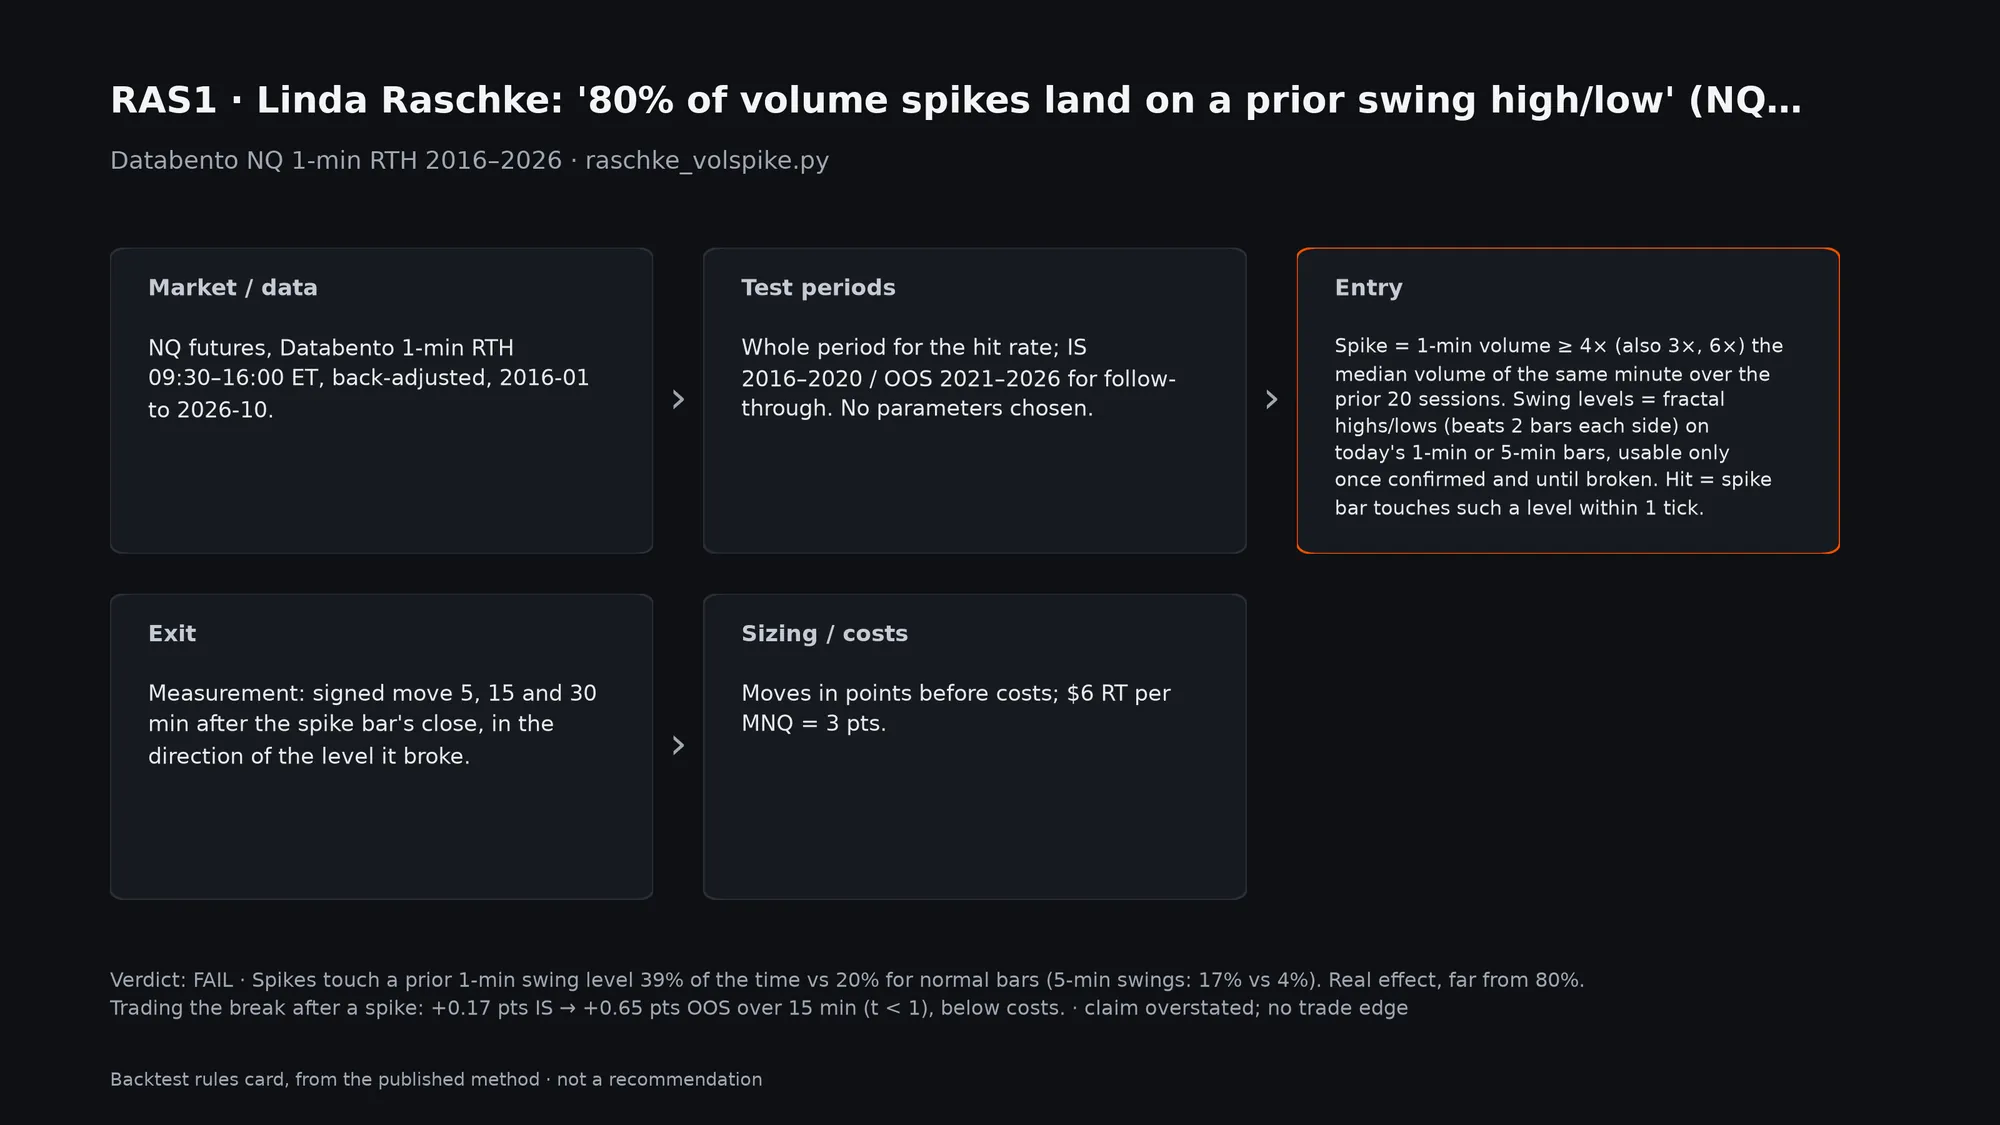 RAS1 · Linda Raschke: '80% of volume spikes land on a prior swing high/low' (NQ…
Databento NQ 1-min RTH 2016–2026 · raschke_volspike.py
Market / data
NQ futures, Databento 1-min RTH
09:30–16:00 ET, back-adjusted, 2016-01
to 2026-10.
›
Test periods
Whole period for the hit rate; IS
2016–2020 / OOS 2021–2026 for follow-
through. No parameters chosen.
›
Entry
Spike = 1-min volume ≥ 4× (also 3×, 6×) the
median volume of the same minute over the
prior 20 sessions. Swing levels = fractal
highs/lows (beats 2 bars each side) on
today's 1-min or 5-min bars, usable only
once confirmed and until broken. Hit = spike
bar touches such a level within 1 tick.
Exit
Measurement: signed move 5, 15 and 30
min after the spike bar's close, in the
direction of the level it broke.
›
Sizing / costs
Moves in points before costs; $6 RT per
MNQ = 3 pts.
Verdict: FAIL · Spikes touch a prior 1-min swing level 39% of the time vs 20% for normal bars (5-min swings: 17% vs 4%). Real effect, far from 80%.
Trading the break after a spike: +0.17 pts IS → +0.65 pts OOS over 15 min (t < 1), below costs. · claim overstated; no trade edge
Backtest rules card, from the published method · not a recommendation